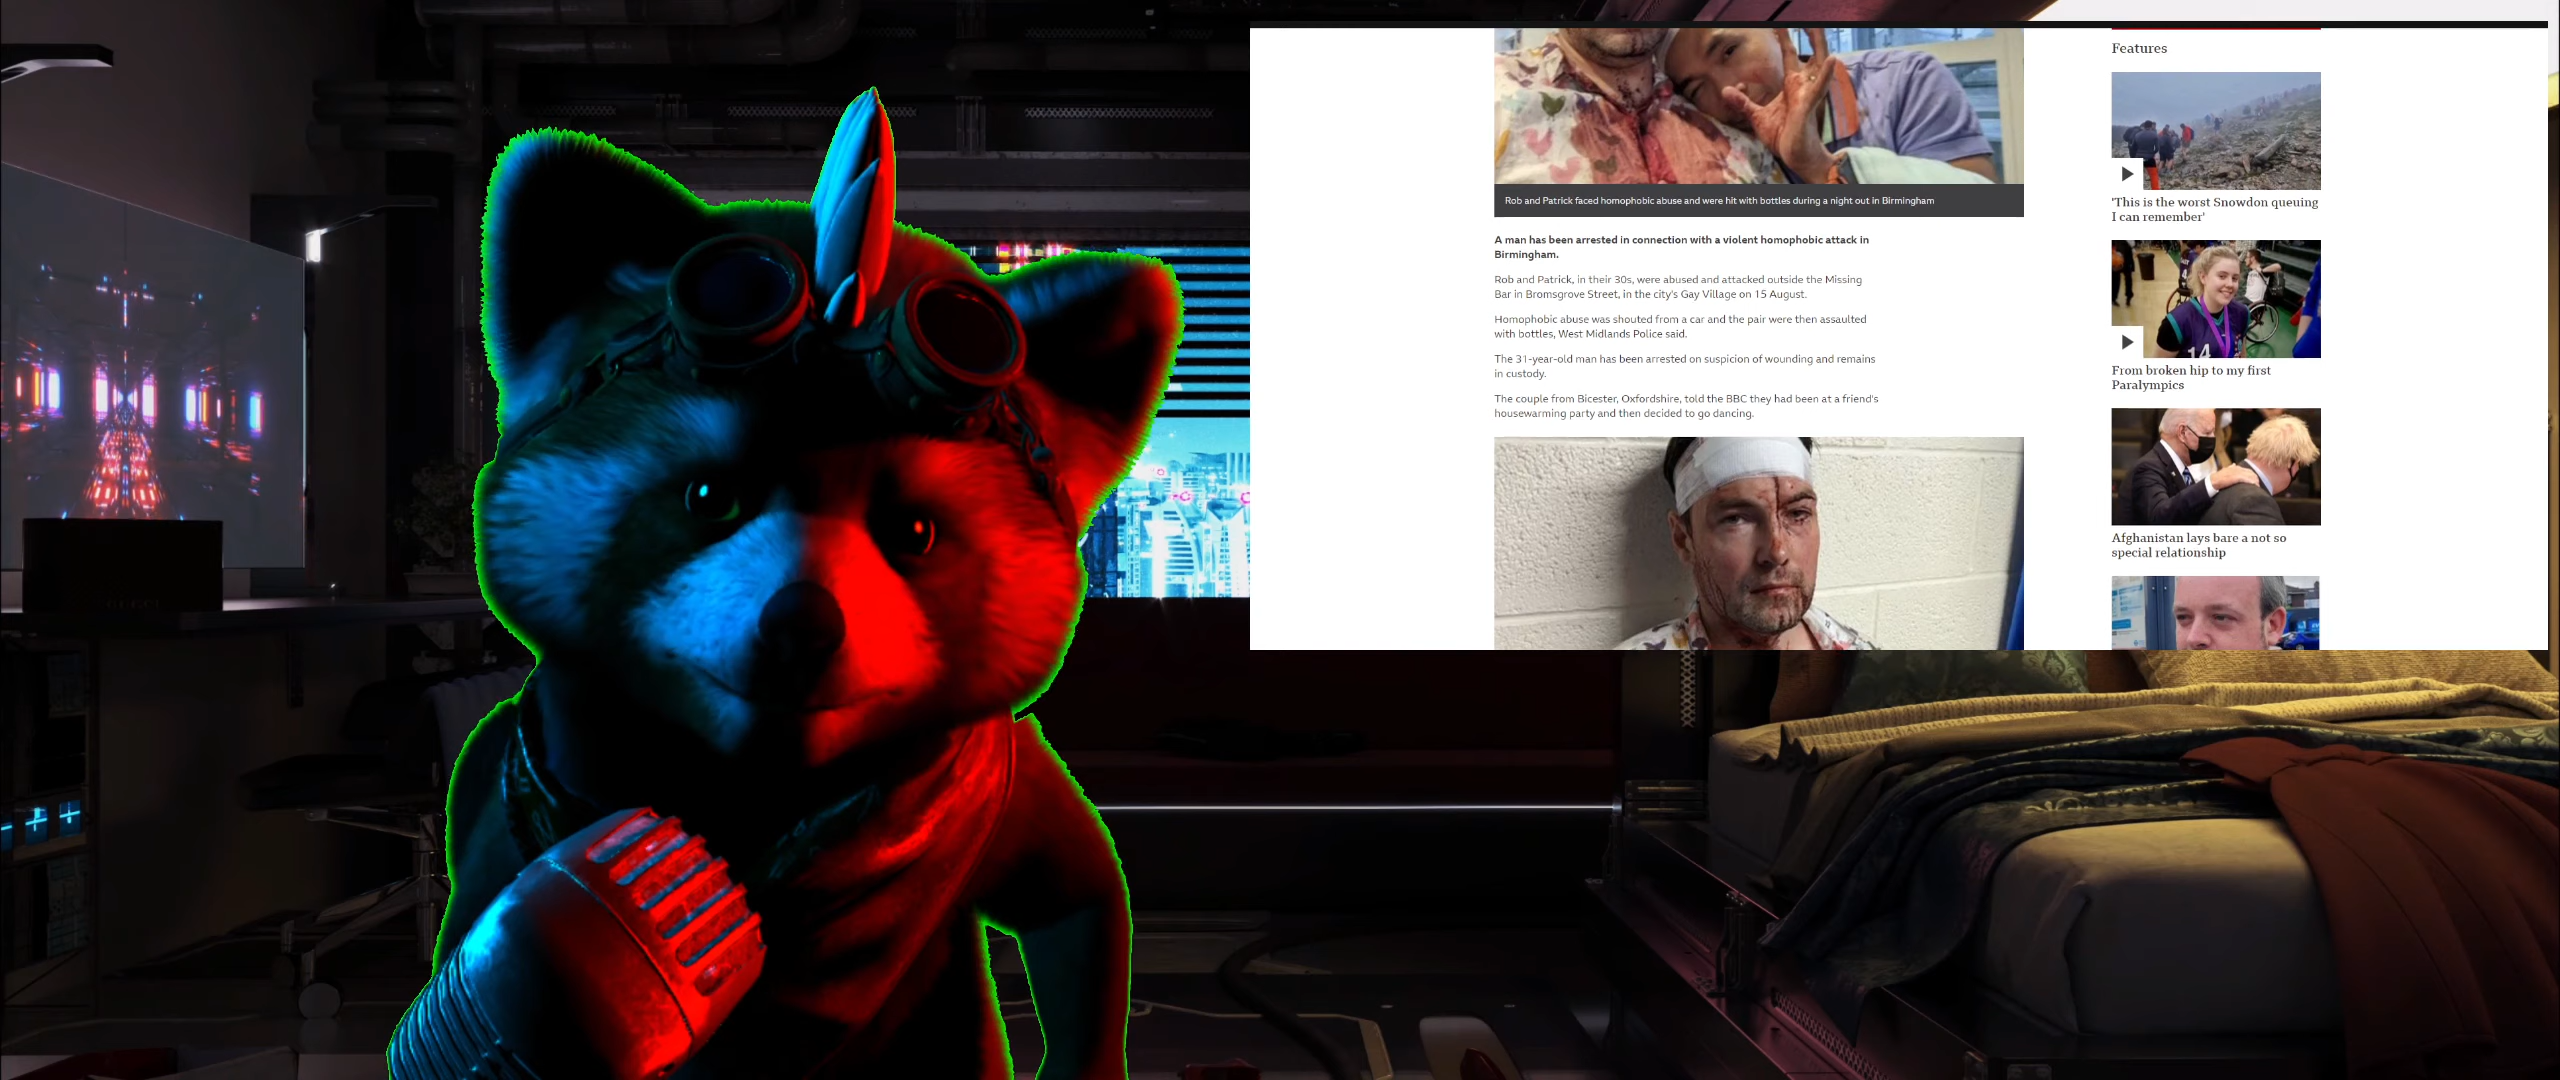 Rob and Patrick faced homophobic abuse and were hit with bottles during a night out in Birmingham
A man has been arrested in connection with a violent homophobic attack in
Birmingham.
Rob and Patrick, in their 30s, were abused and attacked outside the Missing
Bar in Bromsgrove Street, in the city's Gay Village on 15 August.
Homophobic abuse was shouted from a car and the pair were then assaulted
with bottles, West Midlands Police said.
The 31-year-old man has been arrested on suspicion of wounding and remains
in custody.
The couple from Bicester, Oxfordshire, told the BBC they had been at a friend's
housewarming party and then decided to go dancing.
Features
'This is the worst Snowdon queuing
I can remember'
14
From broken hip to my first
Paralympics
Afghanistan lays bare a not so
special relationship